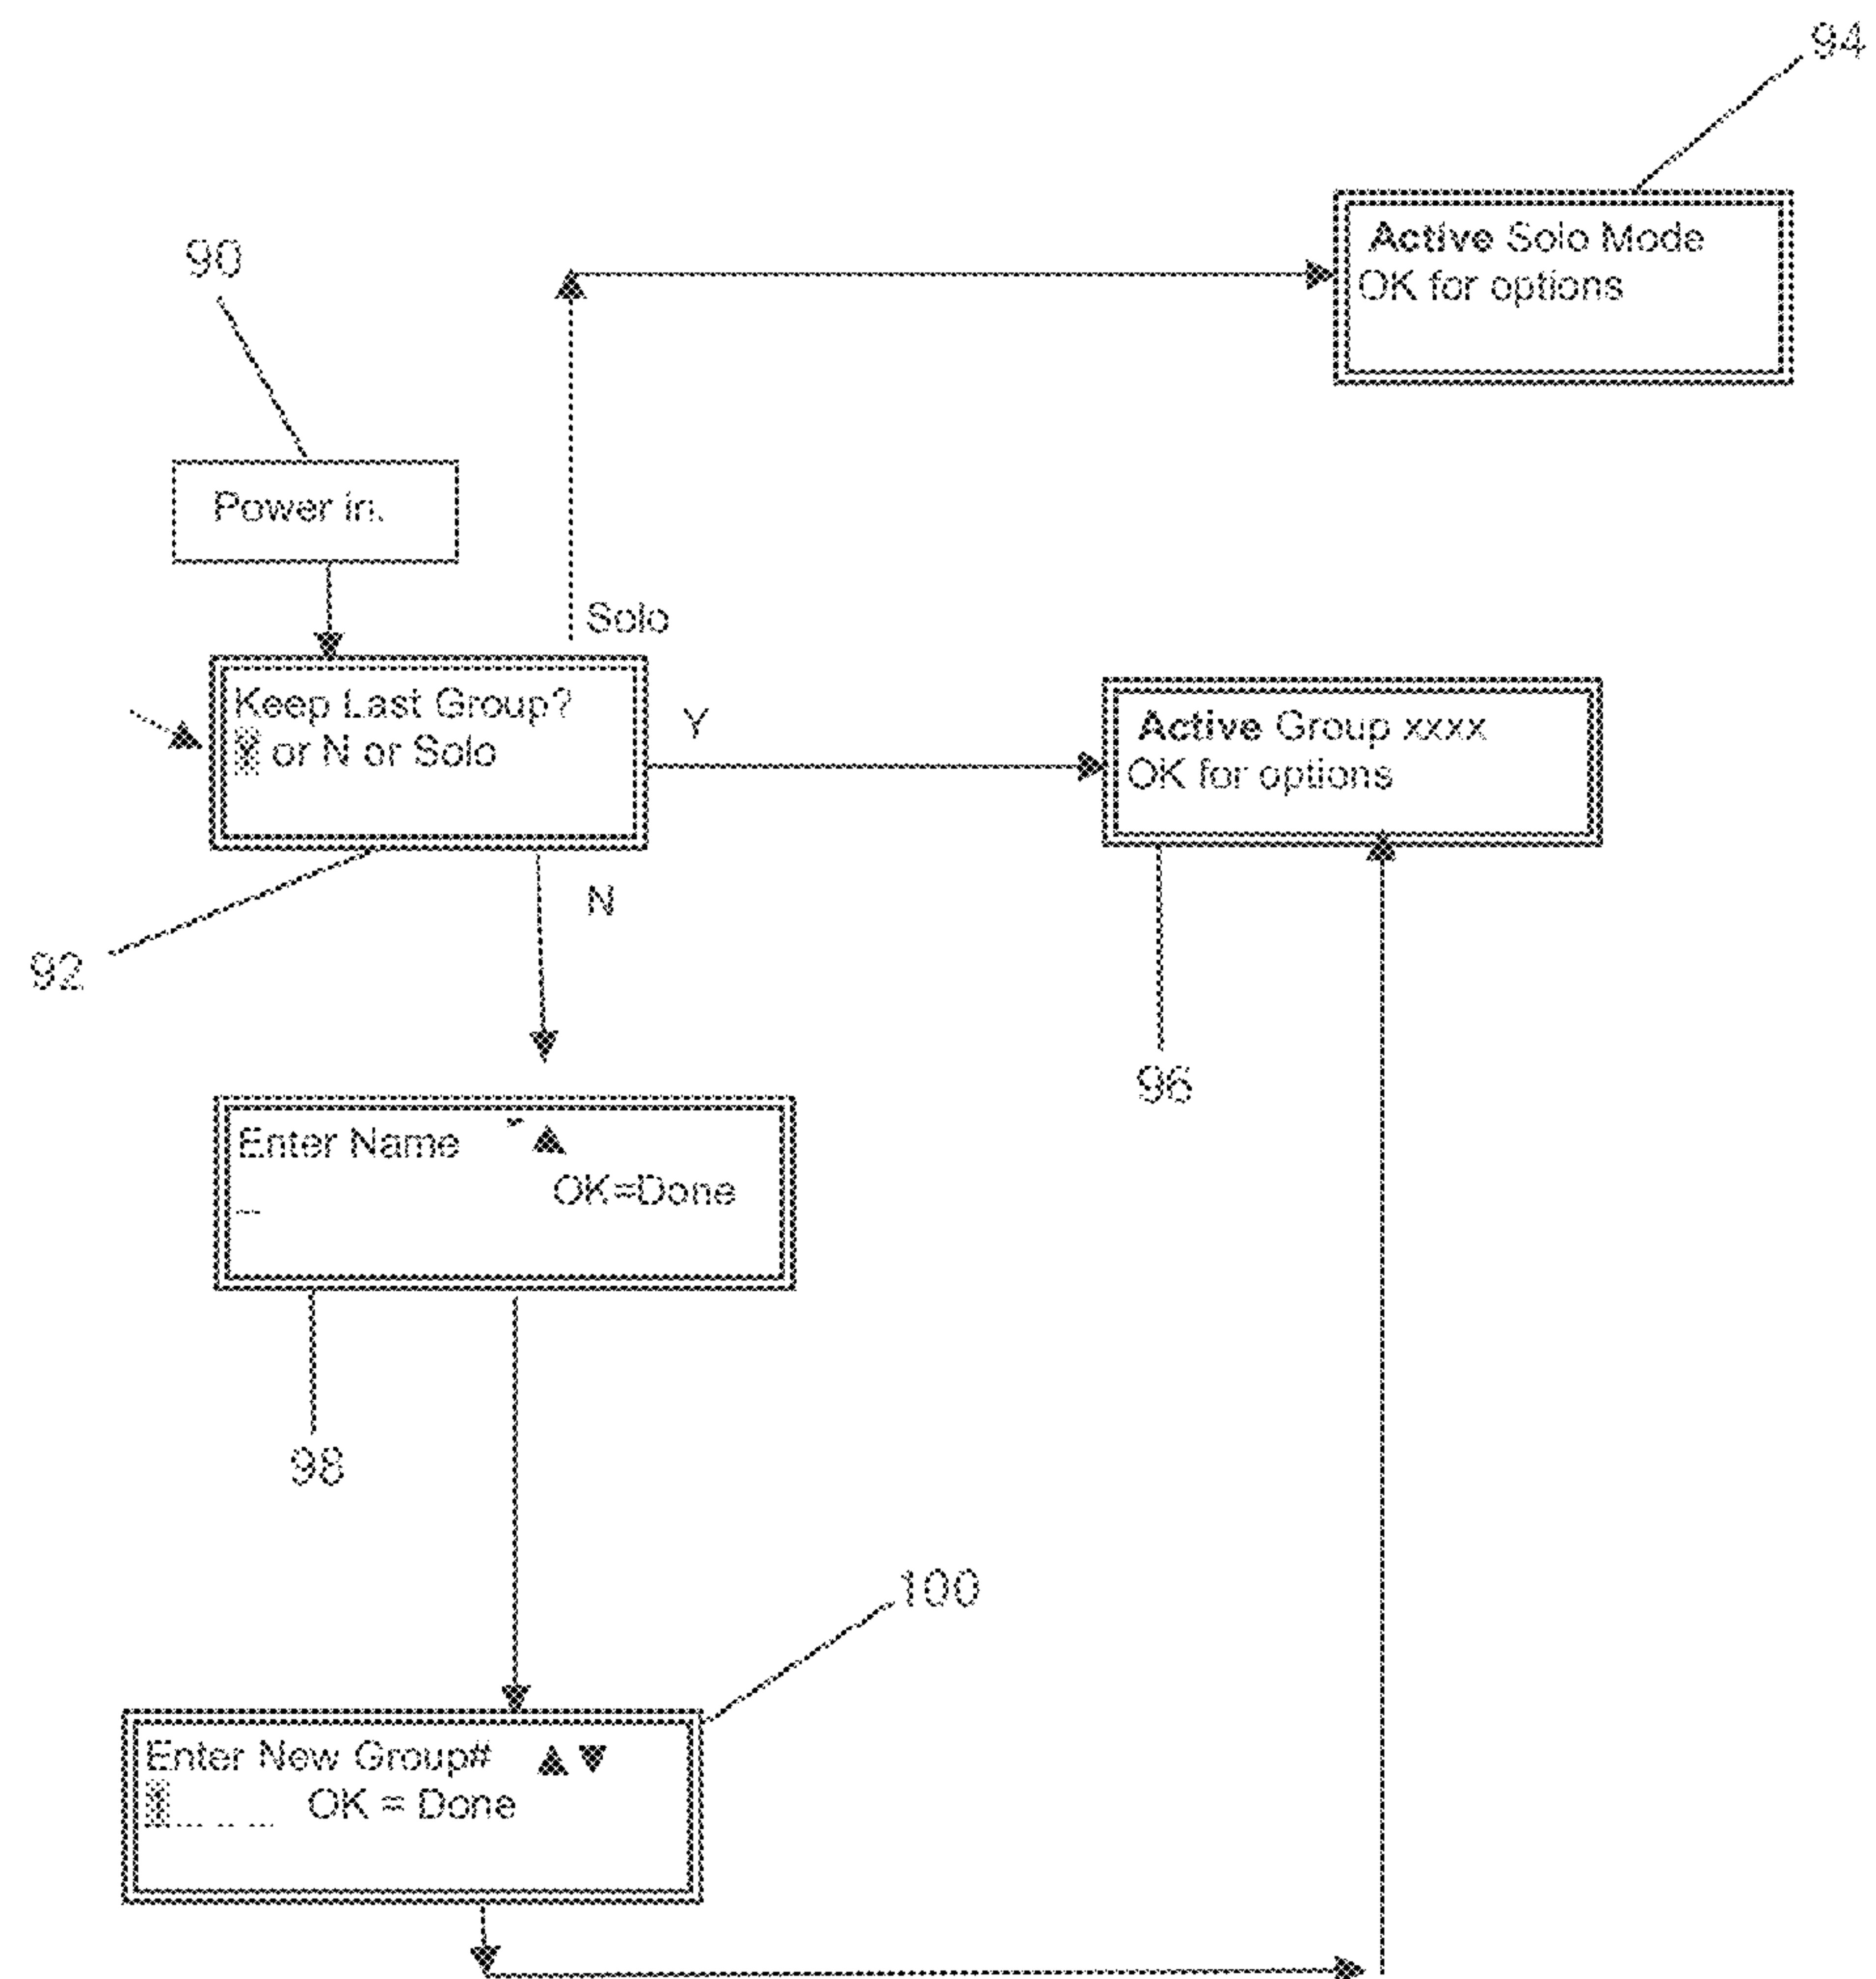 94
Active Solo Mode
OK for options
90
Power in.
Solo
Keep Last Group?
Y or N or Solo
Y
Active Group xxxx
OK for options
N
92
96
Enter Name ▲
_ OK=Done
98
100
Enter New Group# ▲▼
_ _ _ OK = Done